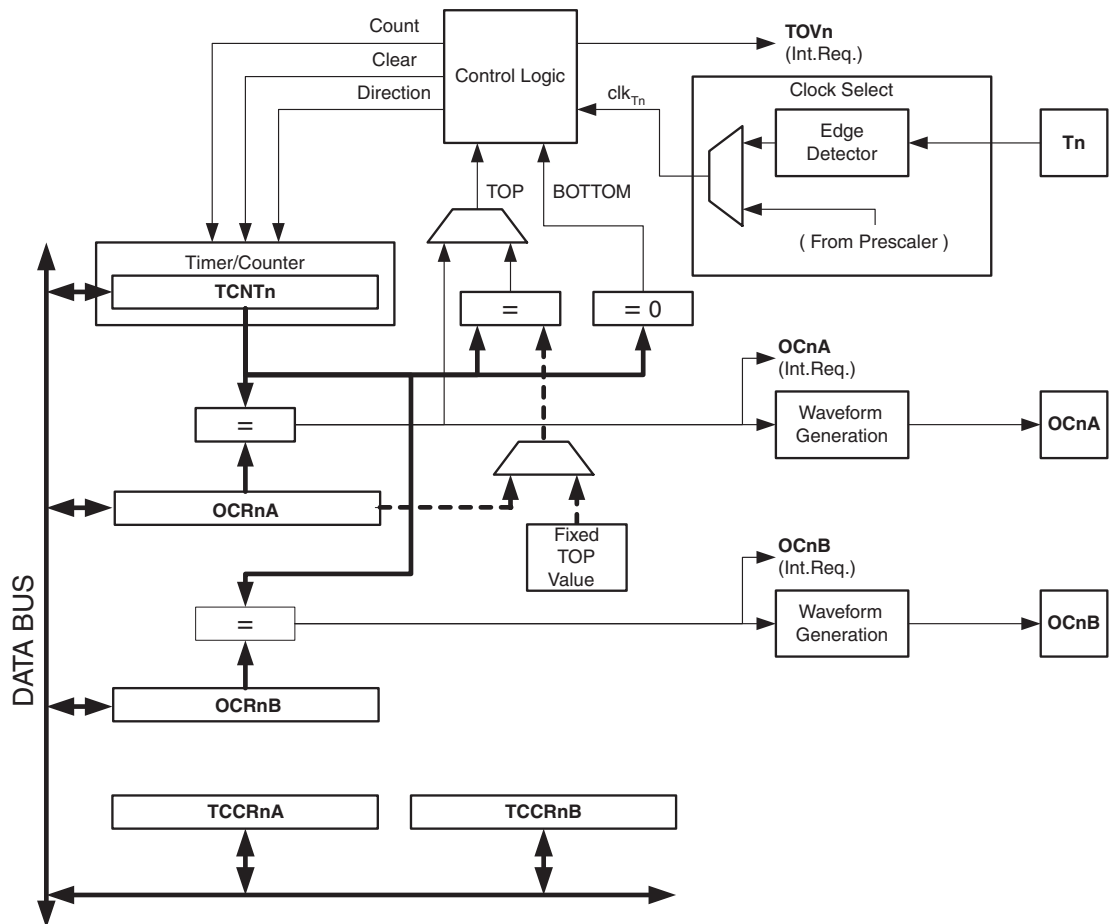 Count
TOVn
(Int.Req.)
Clear
Control Logic
Clock Select
Direction
clkTn
Edge
Detector
Tn
TOP
BOTTOM
( From Prescaler )
Timer/Counter
TCNTn
=
= 0
OCnA
(Int.Req.)
Waveform
Generation
OCnA
=
OCRnA
Fixed
TOP
Value
OCnB
(Int.Req.)
Waveform
Generation
OCnB
=
DATA BUS
OCRnB
TCCRnA
TCCRnB